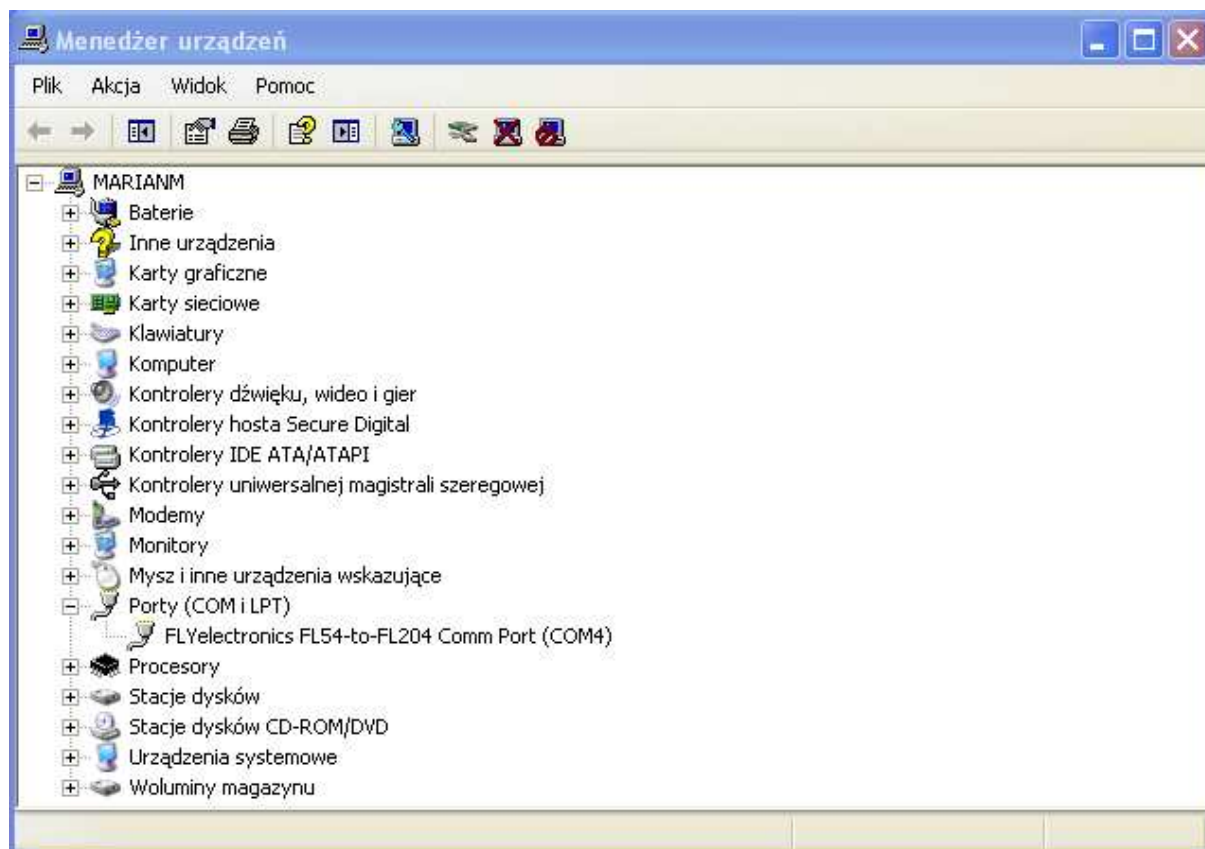 Menedżer urządzeń
Plik Akcja Widok Pomoc
MARIANM
Baterie
Inne urządzenia
Karty graficzne
Karty sieciowe
Klawiatury
Komputer
Kontrolery dźwięku, wideo i gier
Kontrolery hosta Secure Digital
Kontrolery IDE ATA/ATAPI
Kontrolery uniwersalnej magistrali szeregowej
Modemy
Monitory
Mysz i inne urządzenia wskazujące
Porty (COM i LPT)
FLYelectronics FL54-to-FL204 Comm Port (COM4)
Procesory
Stacje dysków
Stacje dysków CD-ROM/DVD
Urządzenia systemowe
Woluminy magazynu